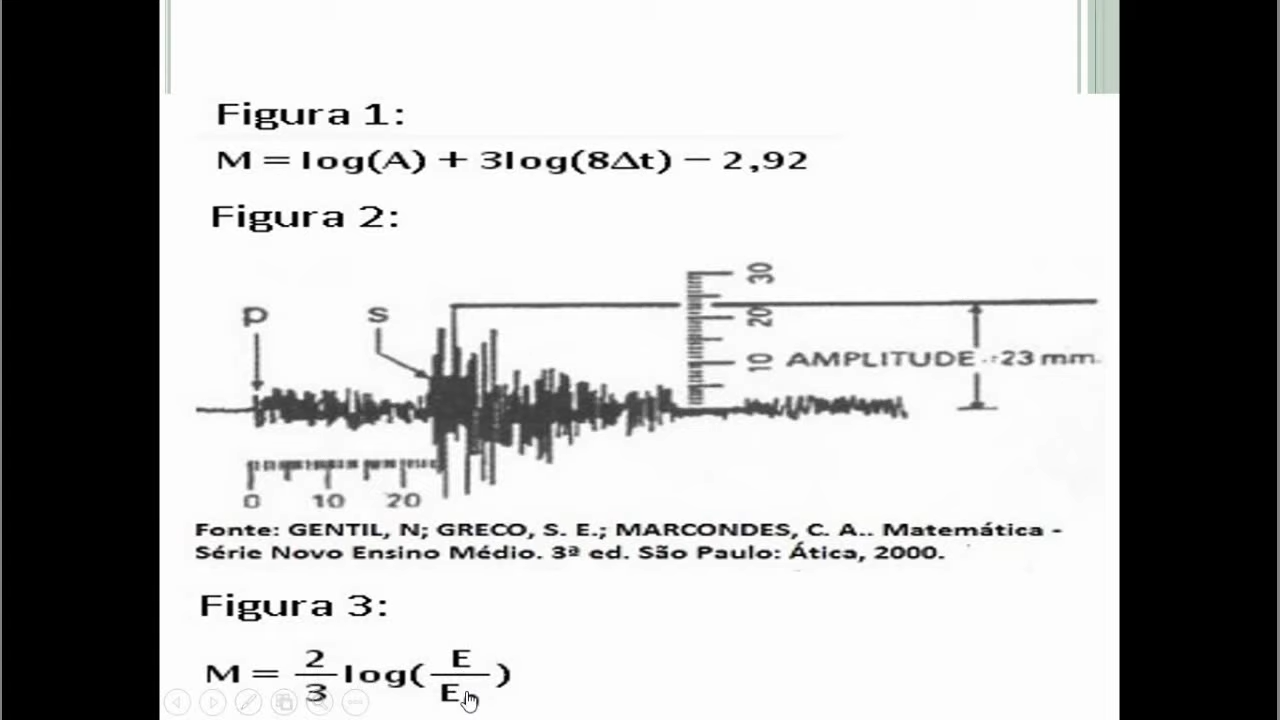 Figura 1:
M = log(A) + 3log(8Δt) − 2,92
Figura 2:
p
s
30
20
10
AMPLITUDE 23 mm
0 10 20
Fonte: GENTIL, N; GRECO, S. E.; MARCONDES, C. A.. Matemática -
Série Novo Ensino Médio. 3ª ed. São Paulo: Ática, 2000.
Figura 3:
M = 2/3 log(E/E)